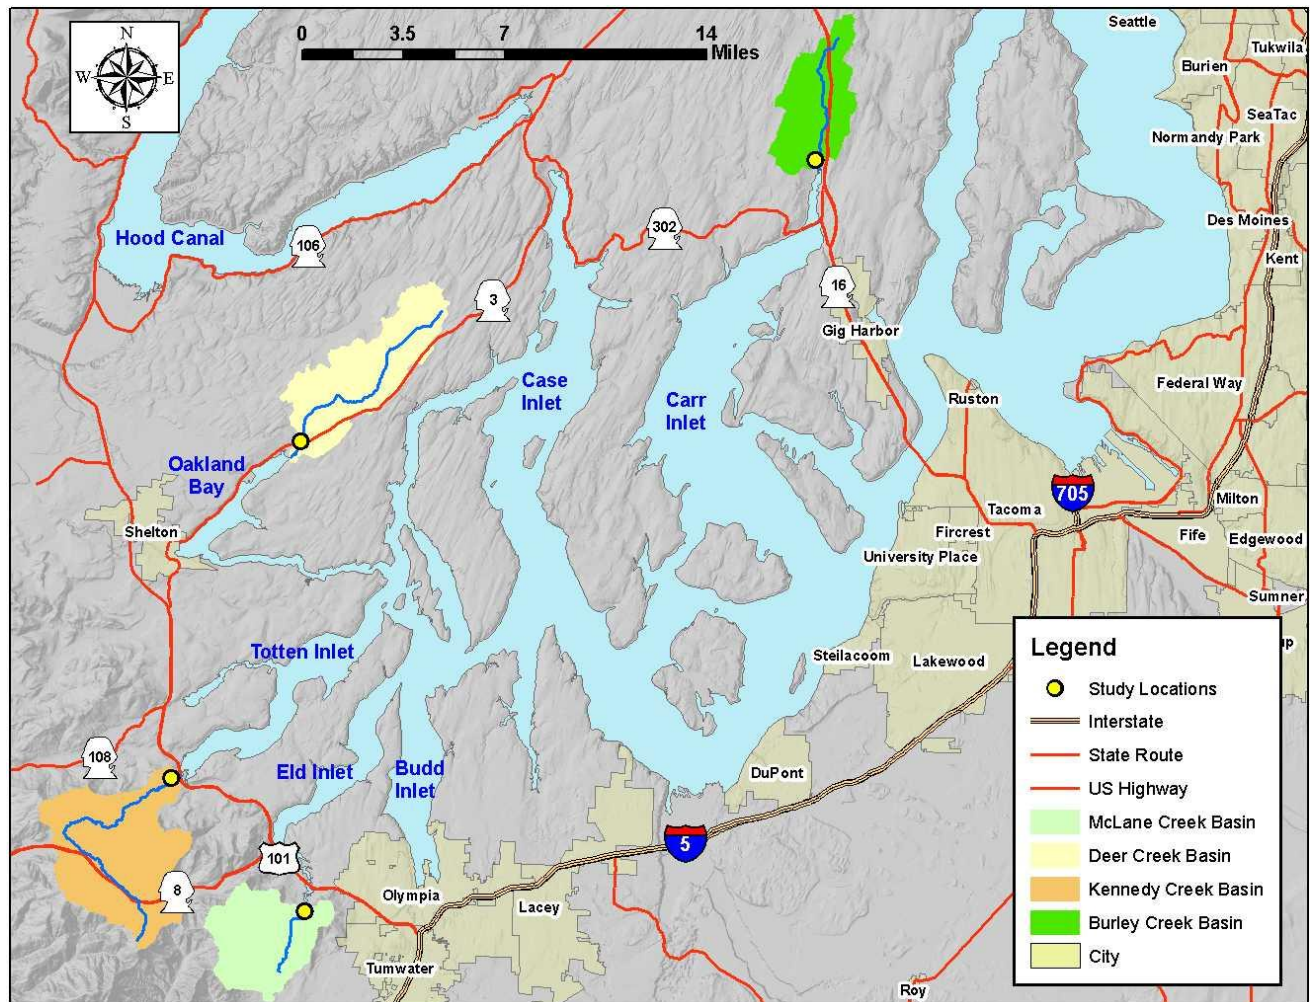 N
W E
S
0 3.5 7 14
Miles
Seattle
Tukwila
Burien
SeaTac
Normandy Park
Des Moines
Kent
Hood Canal
106
302
3
16
Gig Harbor
Case
Inlet
Carr
Inlet
Ruston
Federal Way
Oakland
Bay
Shelton
705
Tacoma
Milton
Fircrest
Fife
Edgewood
University Place
Sumner
Totten Inlet
Steilacoom
Lakewood
up
108
Eld Inlet
Budd
Inlet
DuPont
5
101
8
Olympia
Lacey
Tumwater
Roy
Legend
Study Locations
Interstate
State Route
US Highway
McLane Creek Basin
Deer Creek Basin
Kennedy Creek Basin
Burley Creek Basin
City